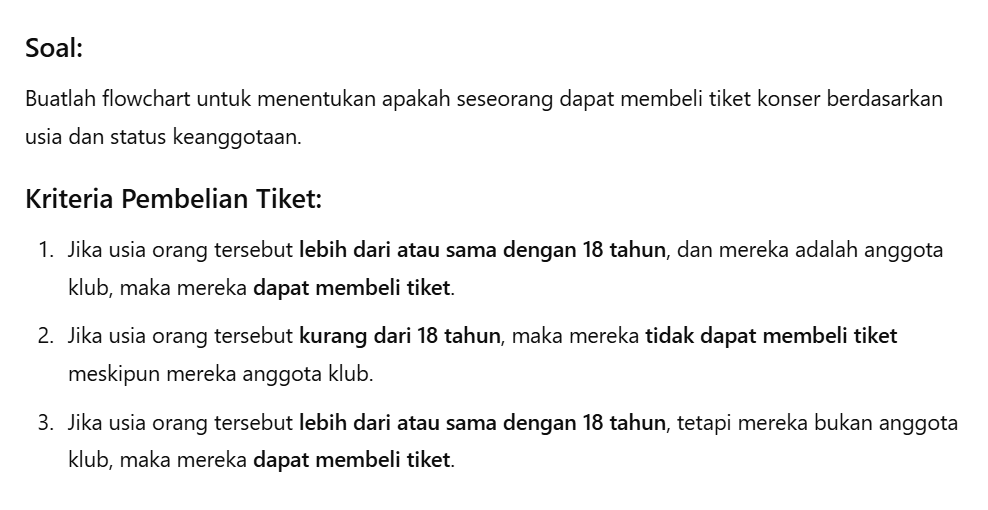 Soal:
Buatlah flowchart untuk menentukan apakah seseorang dapat membeli tiket konser berdasarkan
usia dan status keanggotaan.
Kriteria Pembelian Tiket:
1. Jika usia orang tersebut lebih dari atau sama dengan 18 tahun, dan mereka adalah anggota
klub, maka mereka dapat membeli tiket.
2. Jika usia orang tersebut kurang dari 18 tahun, maka mereka tidak dapat membeli tiket
meskipun mereka anggota klub.
3. Jika usia orang tersebut lebih dari atau sama dengan 18 tahun, tetapi mereka bukan anggota
klub, maka mereka dapat membeli tiket.